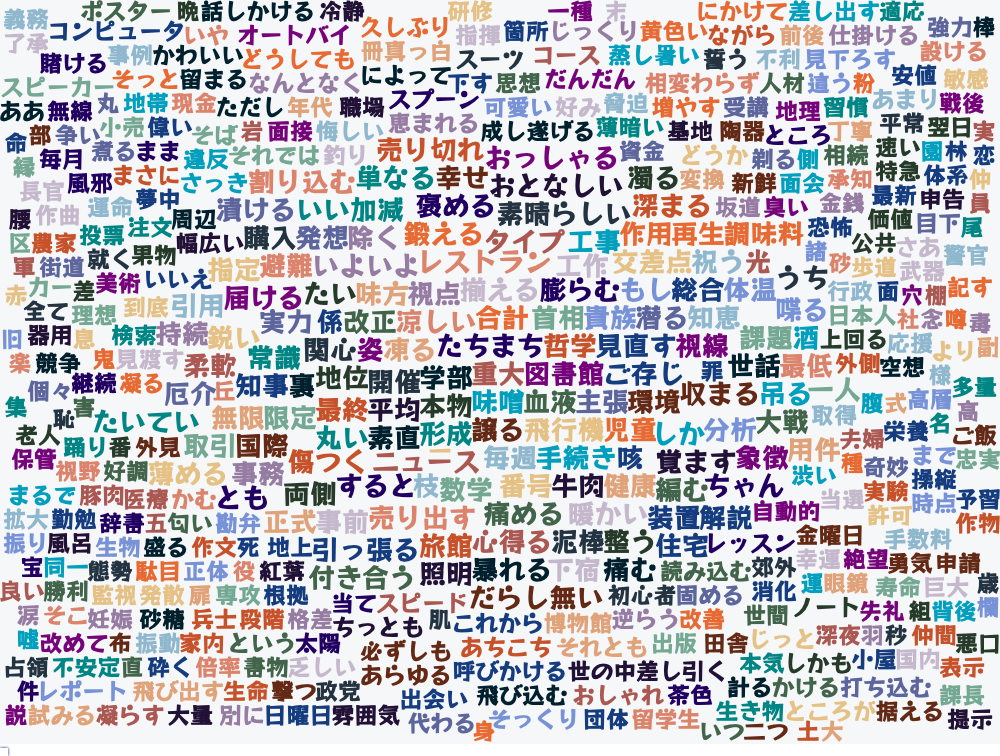 義務 ポスター 晩 話しかける 冷静 久しぶり 研修 一種 末 にかけて 差し出す 適応
了承 コンピュータ いや オートバイ 指揮 箇所 じっくり 黄色い ながら 前後 仕掛ける 強力 棒
賭ける 事例 かわいい どうしても 冊 真っ白 スーツ コース 蒸し暑い 誓う 不利 見下ろす 設ける
スピーカー そっと 留まる なんとなく によって 下す 思想 だんだん 相変わらず 人材 違う 粉 安値 敏感
ああ 無線 丸 地帯 現金 ただし 年代 職場 スプーン 可愛い 好み 脅迫 増やす 受講 地理 習慣 あまり 戦後
命 部 争い 小売 偉い そば 岩 面接 悔しい 恵まれる 成し遂げる 薄暗い 基地 陶器 ところ 丁寧 平常 翌日 実
縁 毎月 煮る まま 違反 それでは 釣り 売り切れ おっしゃる 資金 どうか 剃る 側 相続 速い 園 林 恋
長官 風邪 まさに さっき 割り込む 単なる 幸せ おとなしい 濁る 変換 新鮮 面会 承知 特急 体系 仲
腰 作曲 運命 夢中 周辺 漬ける いい加減 褒める 素晴らしい 深まる 坂道 臭い 金銭 最新 申告 員
区 農家 投票 注文 幅広い 購入 発想 除く 鍛える タイプ 工事 作用 再生 調味料 恐怖 価値 目下 尾
軍 街道 就く 果物 指定 避難 いよいよ レストラン 工作 交差点 祝う 光 諸 公共 さあ 警官
赤 カー 差 美術 いいえ 届ける たい 味方 視点 揃える 膨らむ もし 総合 体温 うち 砂 歩道 武器
全て 理想 到底 引用 実力 係 改正 涼しい 合計 首相 貴族 潜る 知恵 喋る 行政 面 穴 棚 記す
旧 器用 息 検索 持続 鋭い 関心 姿 凍る たちまち 哲学 見直す 視線 課題 酒 日本人 社 念 噂 毒
楽 競争 鬼 見渡す 柔軟 常識 地位 開催 学部 重大 図書館 ご存じ 罪 世話 最低 外側 上回る 空想 応援 より 副
個々 継続 凝る 厄介 丘 知事 裏 最終 平均 本物 味噌 血液 主張 環境 収まる 吊る 一人 腹 式 高層 様 多量
集 恥 害 たいてい 無限 限定 丸い 素直 形成 譲る 飛行機 児童 しか 分析 大戦 取得 夫婦 栄養 名 高
老人 踊り 番 外見 取引 国際 傷つく ニュース 毎週 手続き 咳 覚ます 象徴 用件 種 奇妙 まで ご飯
保管 視野 好調 薄める 事務 両側 すると 枝 数学 番号 牛肉 健康 編む ちゃん 渋い 操縦 忠実
まるで 豚肉 医療 かむ とも 痛める 暖かい 装置 解説 自動的 当選 実験 時点 予習
拡大 勤勉 辞書 五 匂い 勘弁 正式 事前 売り出す 許可 作物
振り 風呂 生物 盛る 作文 死 地上 引っ張る 旅館 心得る 泥棒 整う 住宅 レッスン 金曜日 手数料
宝 同一 態勢 駄目 正体 役 紅葉 付き合う 照明 暴れる 下宿 痛む 読み込む 郊外 幸運 絶望 勇気 申請
良い 勝利 監視 発散 扉 専攻 根拠 当て スピード だらし無い 初心者 固める 消化 運 眼鏡 寿命 巨大 歳
涙 そこ 妊娠 砂糖 兵士 段階 格差 ちっとも 肌 これから 博物館 逆らう 改善 世間 ノート 失礼 組 背後 欄
嘘 改めて 布 振動 家内 という 太陽 必ずしも あちこち それとも 出版 田舎 じっと 深夜 羽 秒 仲間 悪口
占領 不安定 直 砕く 倍率 書物 乏しい あらゆる 呼びかける 世の中 差し引く 本気 しかも 小屋 国内 表示
件 レポート 飛び出す 生命 撃つ 政党 出会い 飛び込む おしゃれ 茶色 計る かける 打ち込む 課長
説 試みる 凝らす 大量 別に 日曜日 雰囲気 代わる 身 そっくり 団体 留学生 生き物 ところが 据える 提示
いつ 二つ 土 大